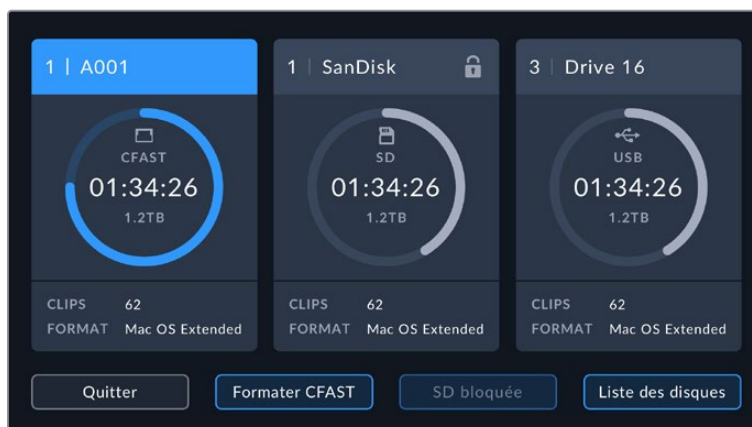 1 | A001
CFAST
01:34:26
1.2TB
CLIPS 62
FORMAT Mac OS Extended
1 | SanDisk
SD
01:34:26
1.2TB
CLIPS 62
FORMAT Mac OS Extended
3 | Drive 16
USB
01:34:26
1.2TB
CLIPS 62
FORMAT Mac OS Extended
Quitter
Formater CFAST
SD bloquée
Liste des disques